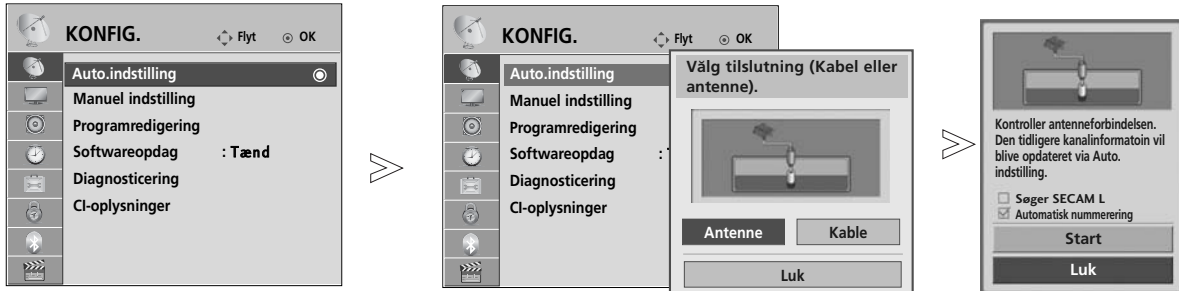 KONFIG. Flyt OK
Auto.indstilling
Manuel indstilling
Programredigering
Softwareopdag : Tænd
Diagnosticering
CI-oplysninger
KONFIG. Flyt OK
Auto.indstilling
Manuel indstilling
Programredigering
Softwareopdag :
Diagnosticering
CI-oplysninger
Välg tilslutning (Kabel eller
antenne).
Antenne Kable
Luk
Kontroller antenneforbindelsen.
Den tidligere kanalinformatoin vil
blive opdateret via Auto.
indstilling.
Søger SECAM L
Automatisk nummerering
Start
Luk